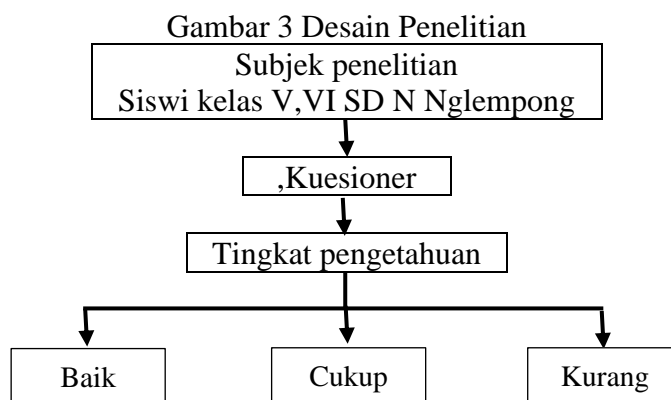 Gambar 3 Desain Penelitian
Subjek penelitian
Siswi kelas V,VI SD N Nglempong
,Kuesioner
Tingkat pengetahuan
Baik
Cukup
Kurang